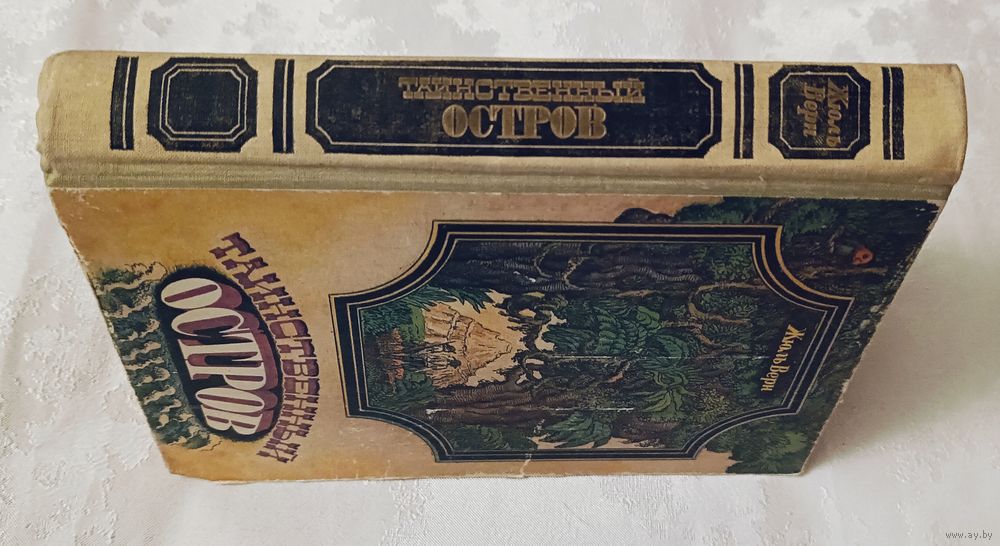 ТАИНСТВЕННЫЙ
ОСТРОВ
Жюль
Верн
ТАИНСТВЕННЫЙ
ОСТРОВ
Жюль Верн
www.ay.by